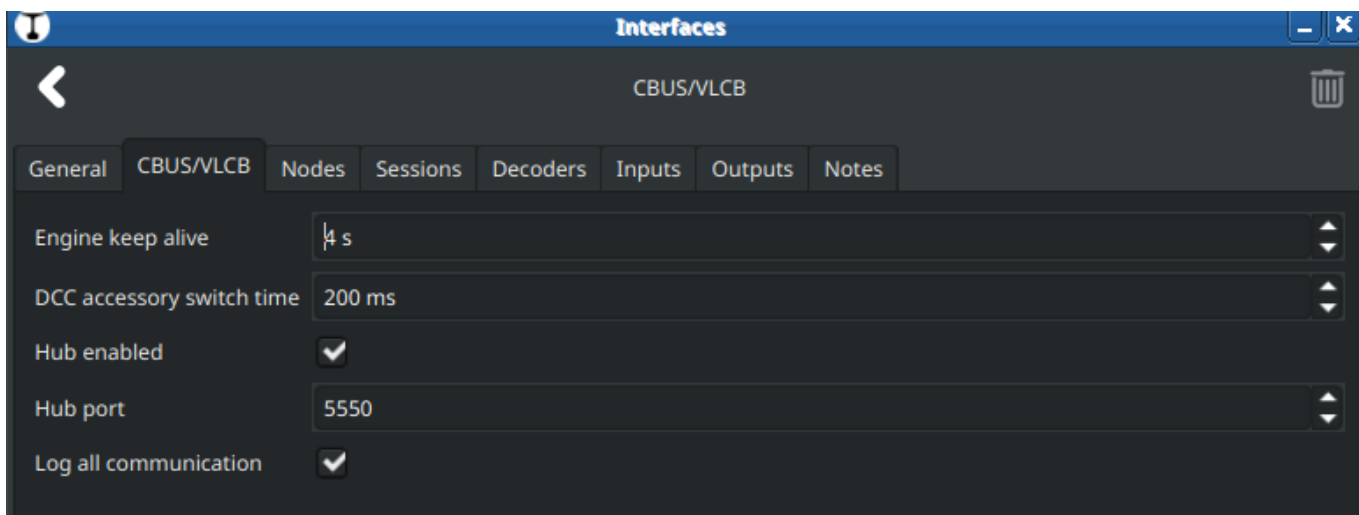 Interfaces
CBUS/VLCB
General CBUS/VLCB Nodes Sessions Decoders Inputs Outputs Notes
Engine keep alive 4 s
DCC accessory switch time 200 ms
Hub enabled
Hub port 5550
Log all communication